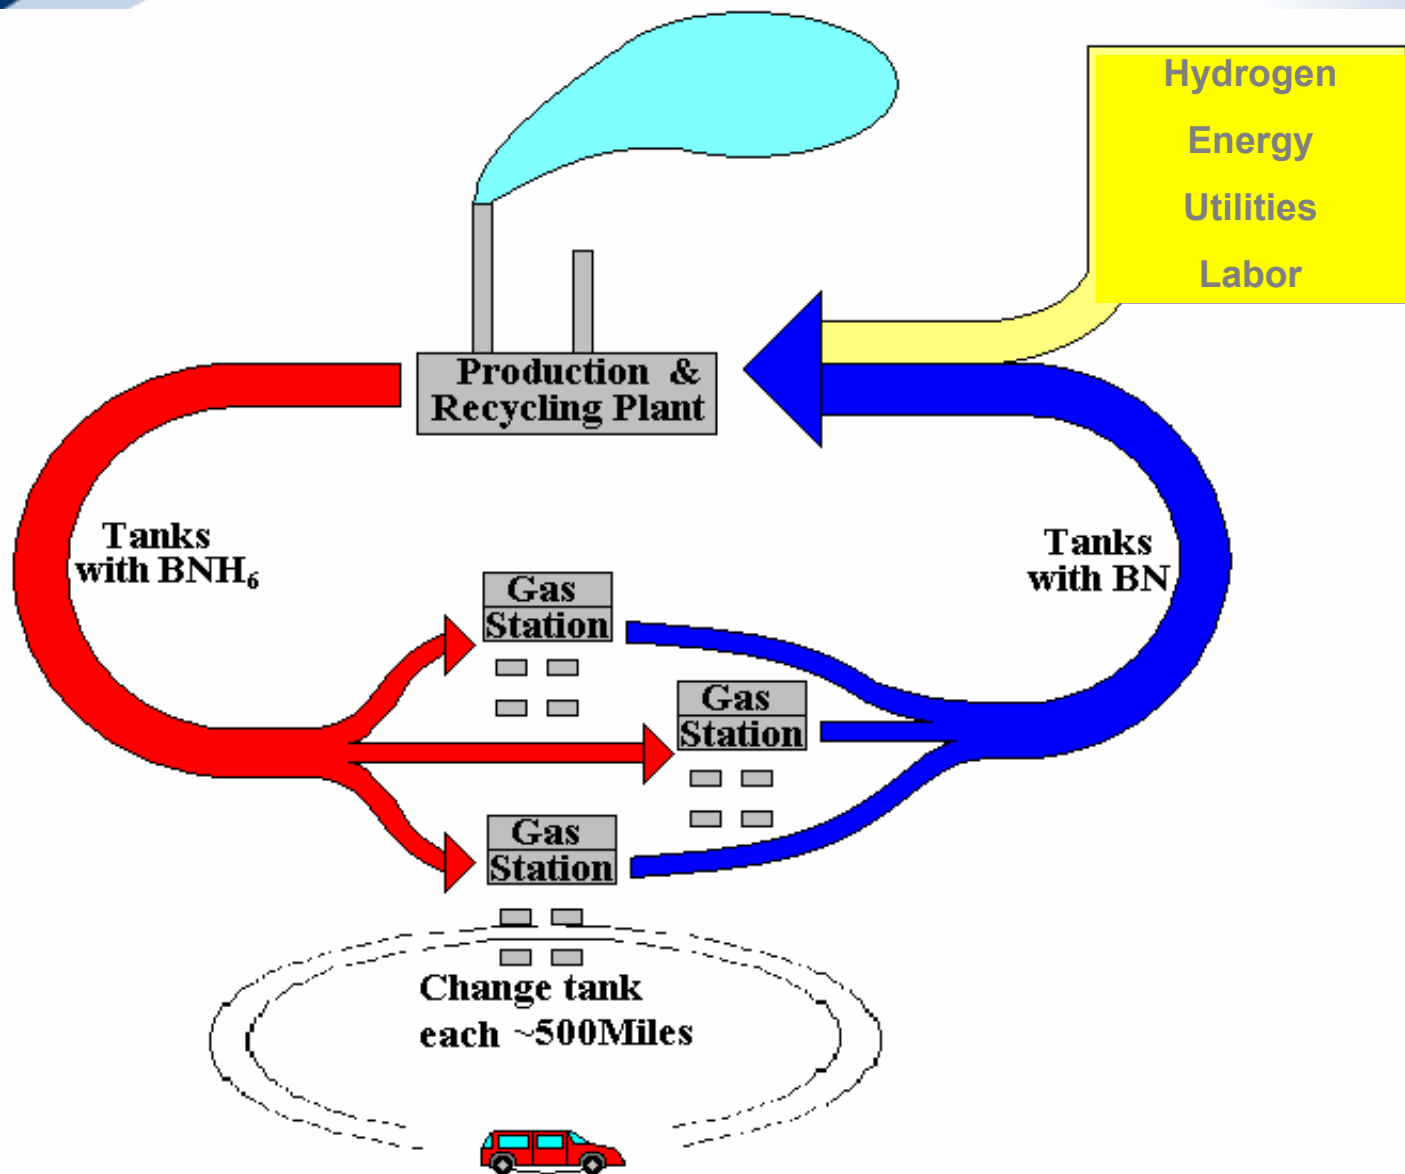 Hydrogen
Energy
Utilities
Labor
Production &
Recycling Plant
Tanks
with BNH₆
Tanks
with BN
Gas
Station
Gas
Station
Gas
Station
Change tank
each ~500Miles